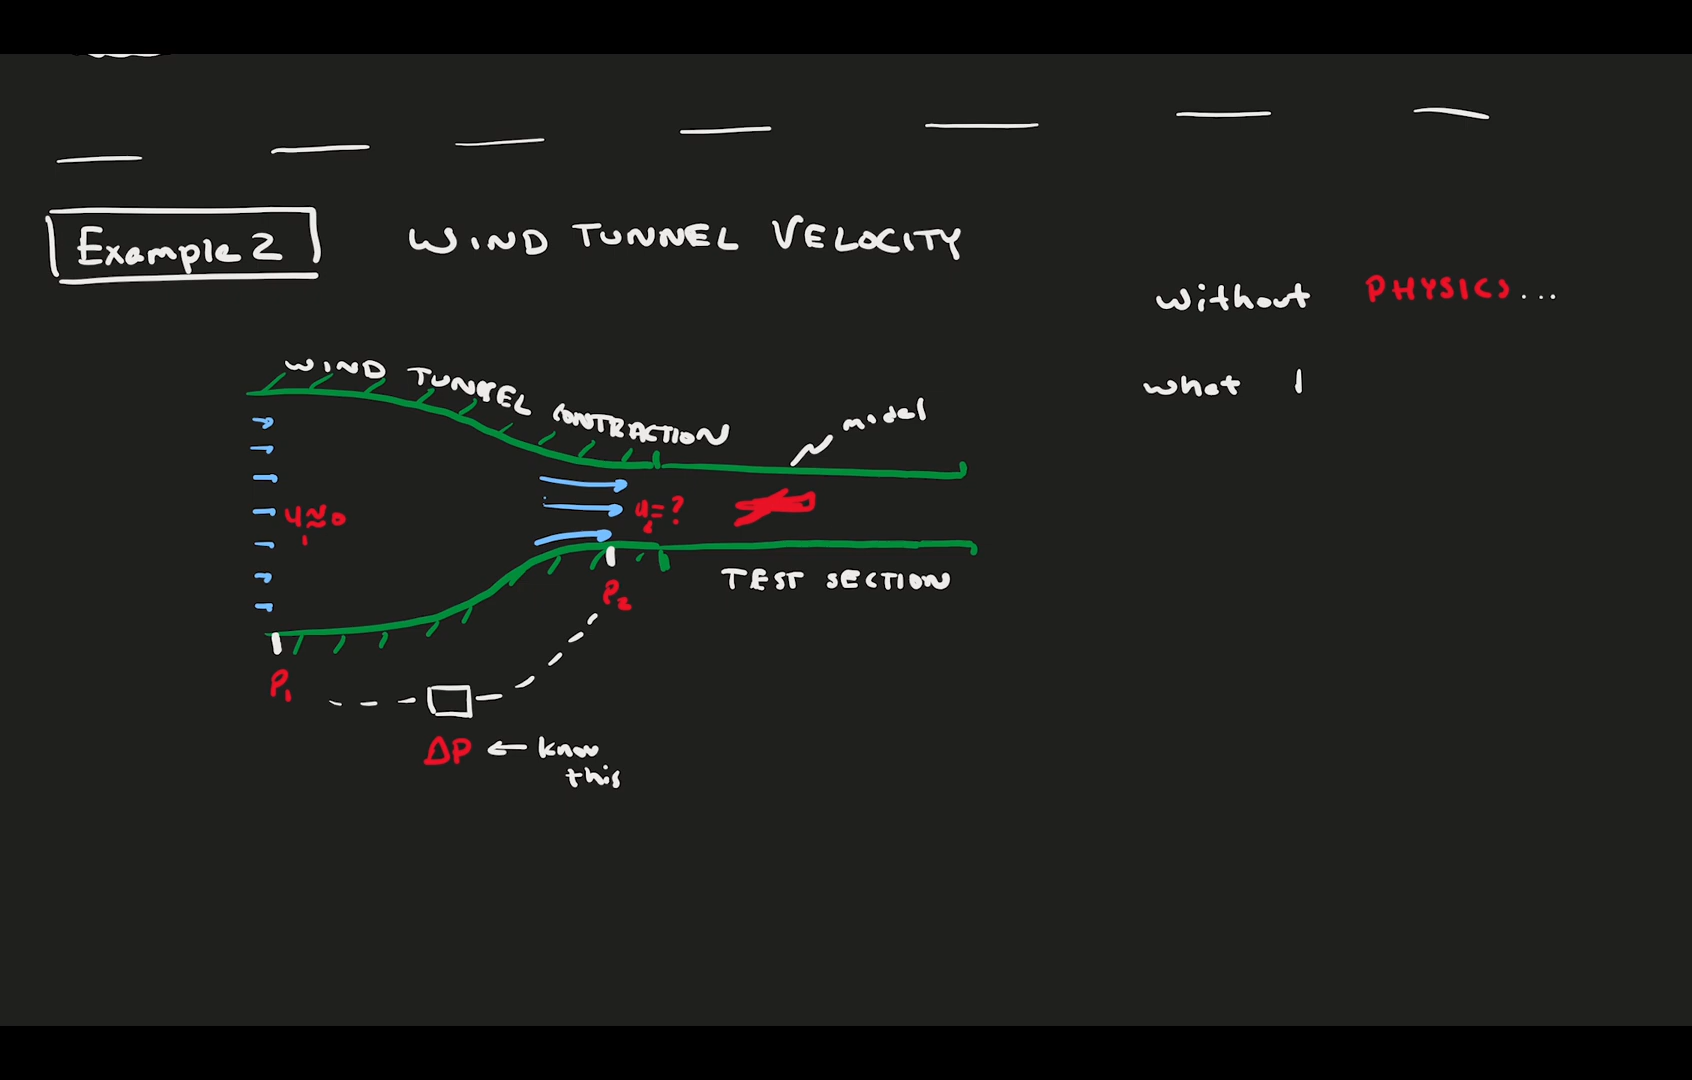 Example 2
WIND TUNNEL VELOCITY
without PHYSICS...
what I
WIND TUNNEL CONTRACTION
model
u₁≈0
u₂=?
P₂
TEST SECTION
P₁
ΔP ← know
this